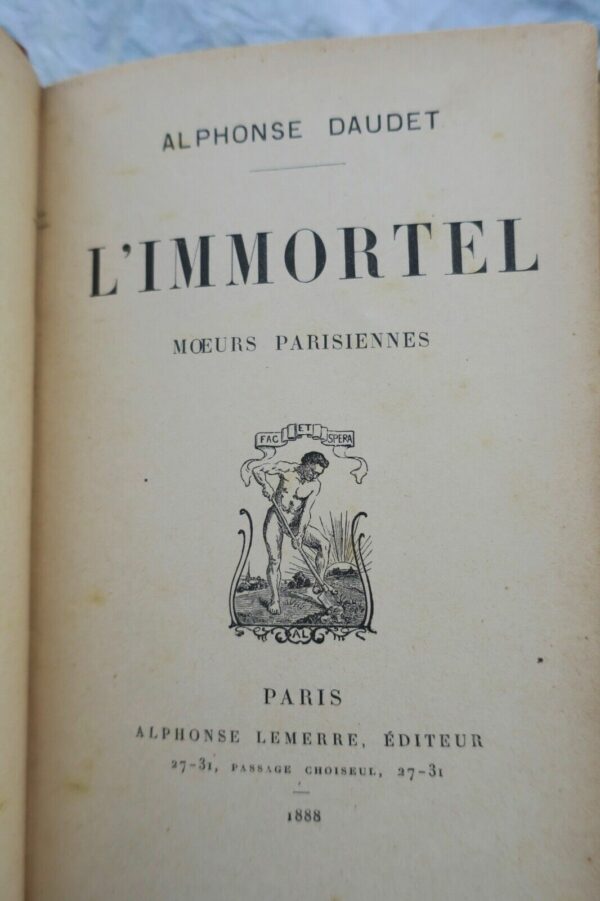 ALPHONSE DAUDET
L'IMMORTEL
MŒURS PARISIENNES
FAC ET SPERA
AL
PARIS
ALPHONSE LEMERRE, ÉDITEUR
27-31, PASSAGE CHOISEUL, 27-31
1888